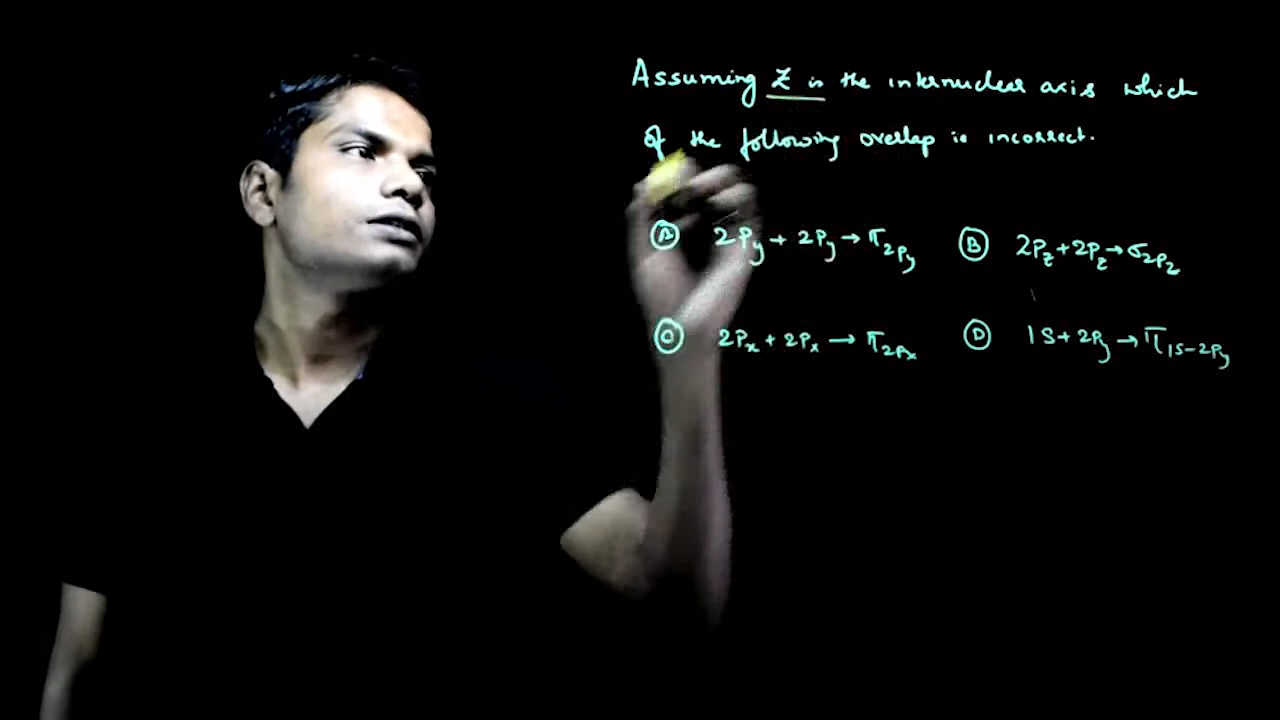 Assuming Z is the internuclear axis which
of the following overlap is incorrect.
Ⓐ 2Py + 2Py → π2Py Ⓑ 2Pz + 2Pz → σ2Pz
Ⓒ 2Px + 2Px → π2Px Ⓓ 1S + 2Py → π1S-2Py